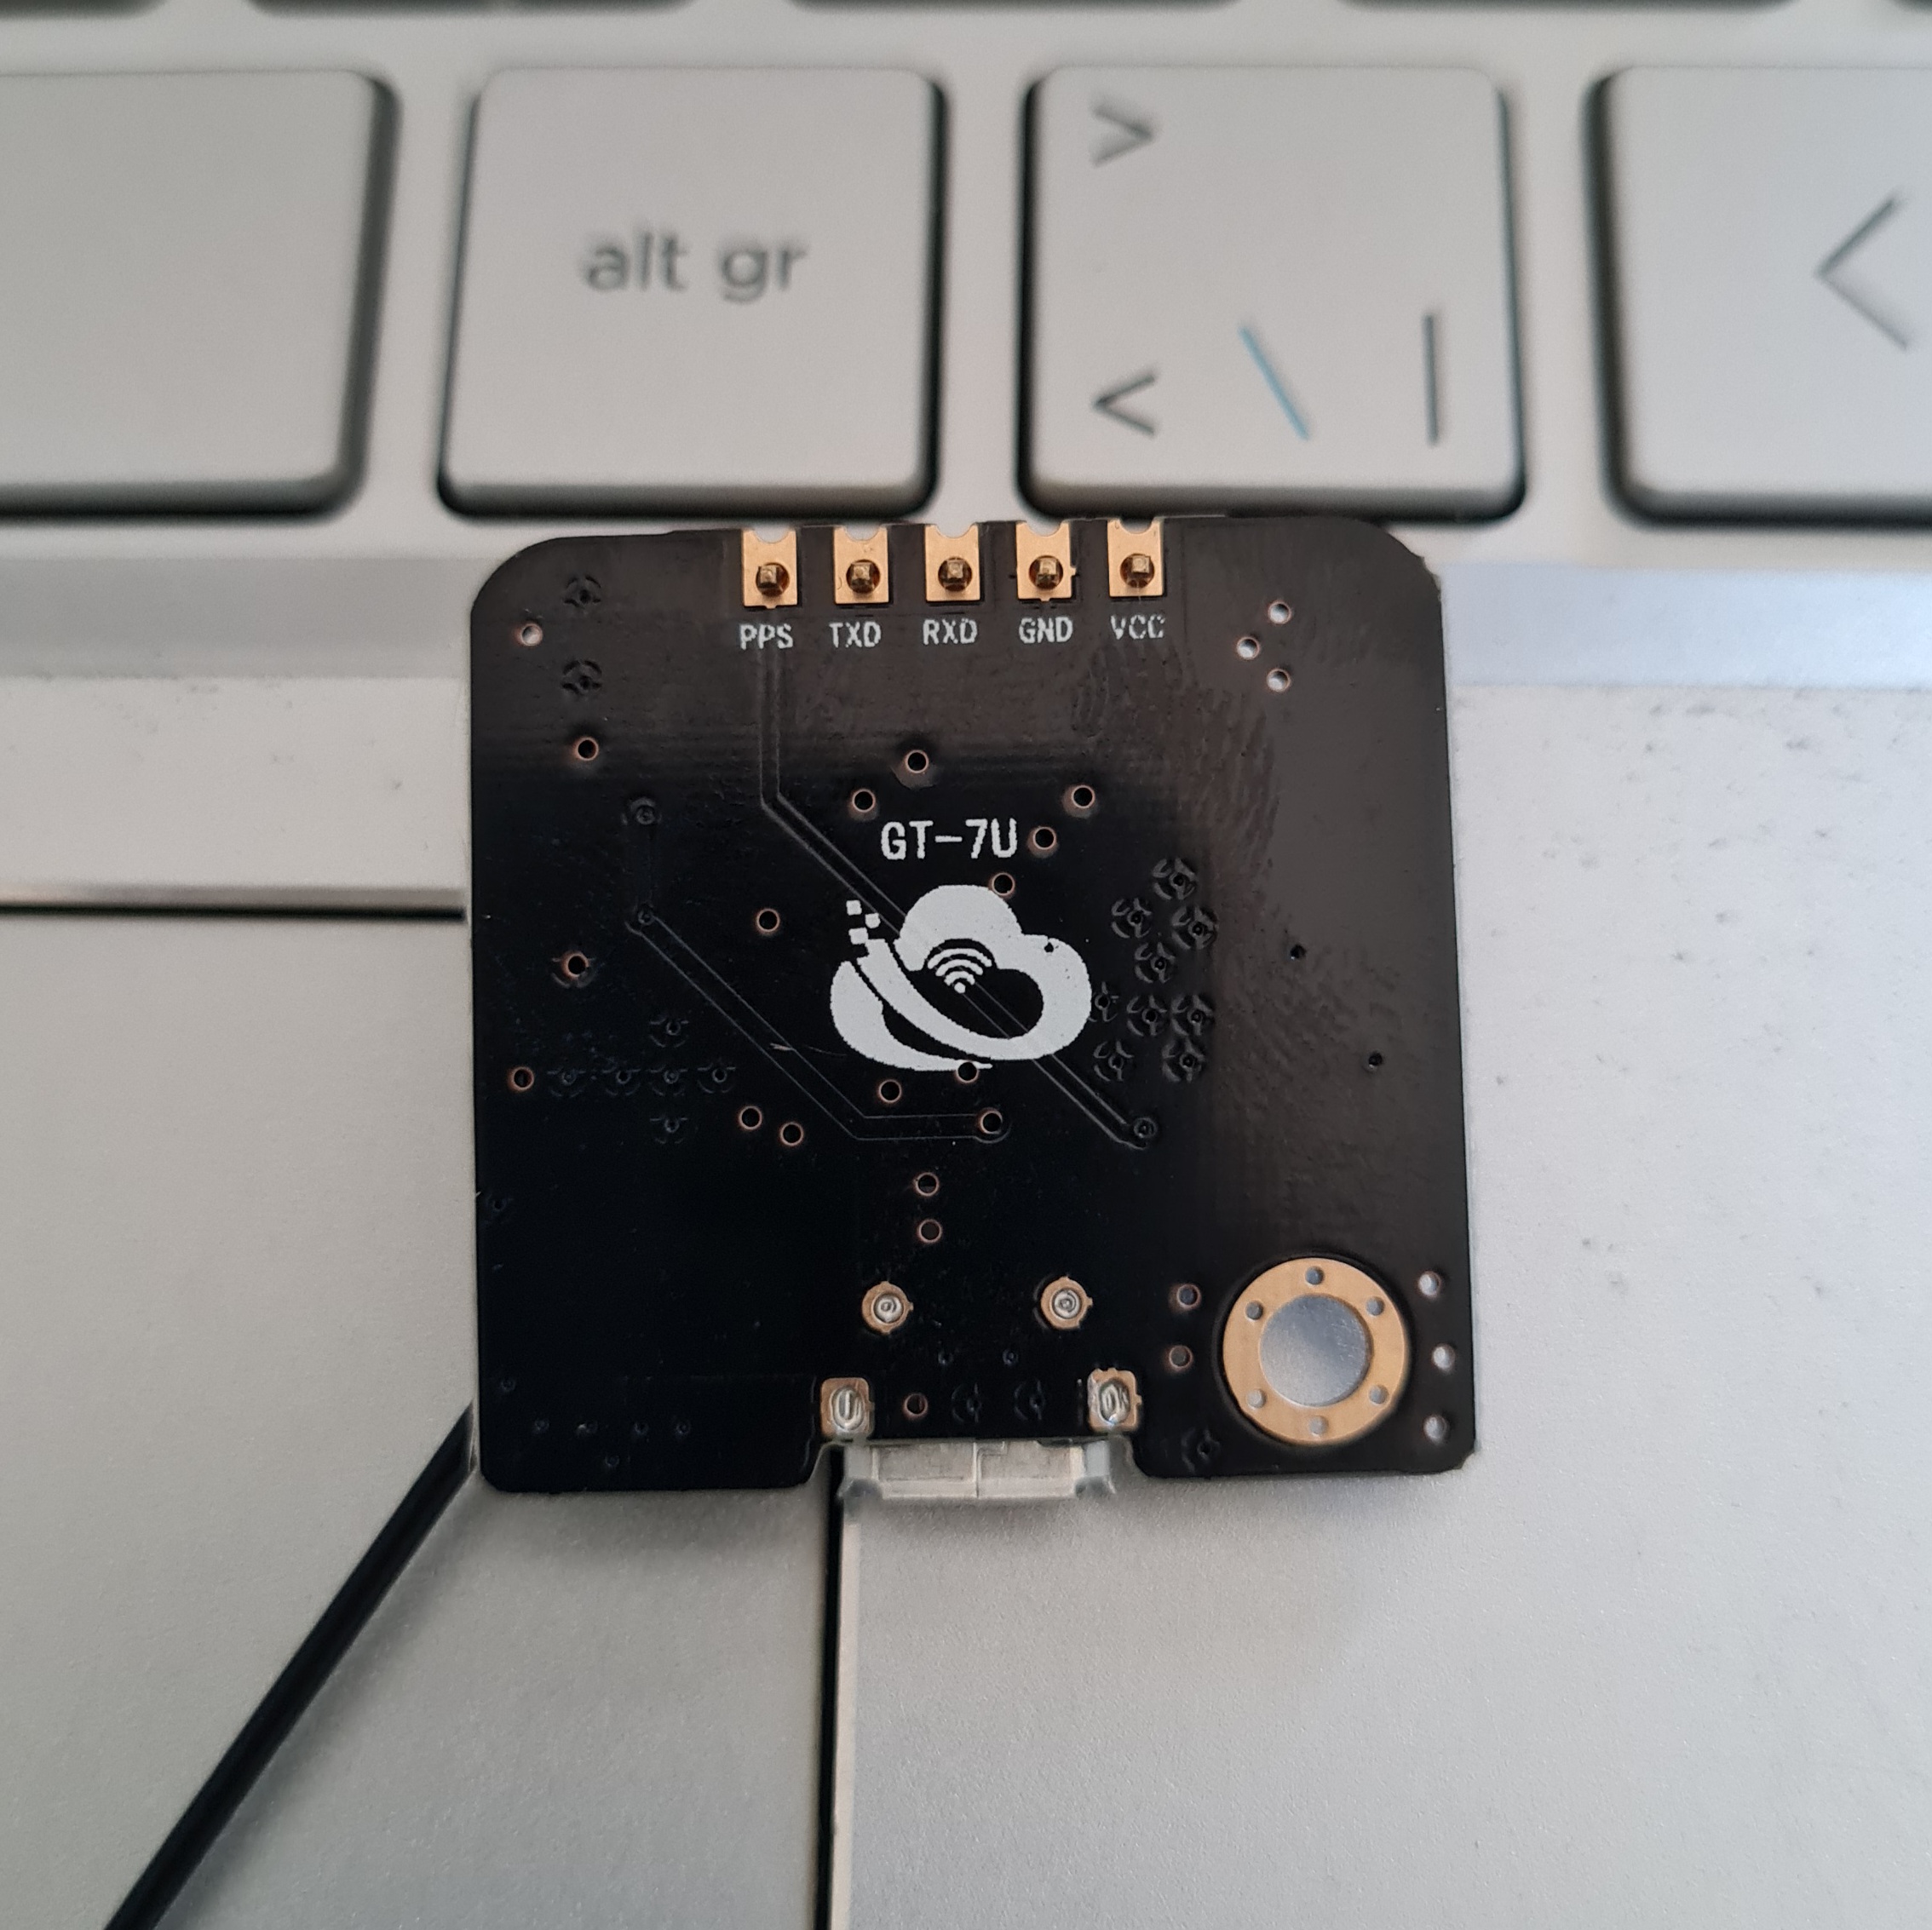 alt gr
>
< \ |
<
PPS TXD RXD GND VCC
GT-7U